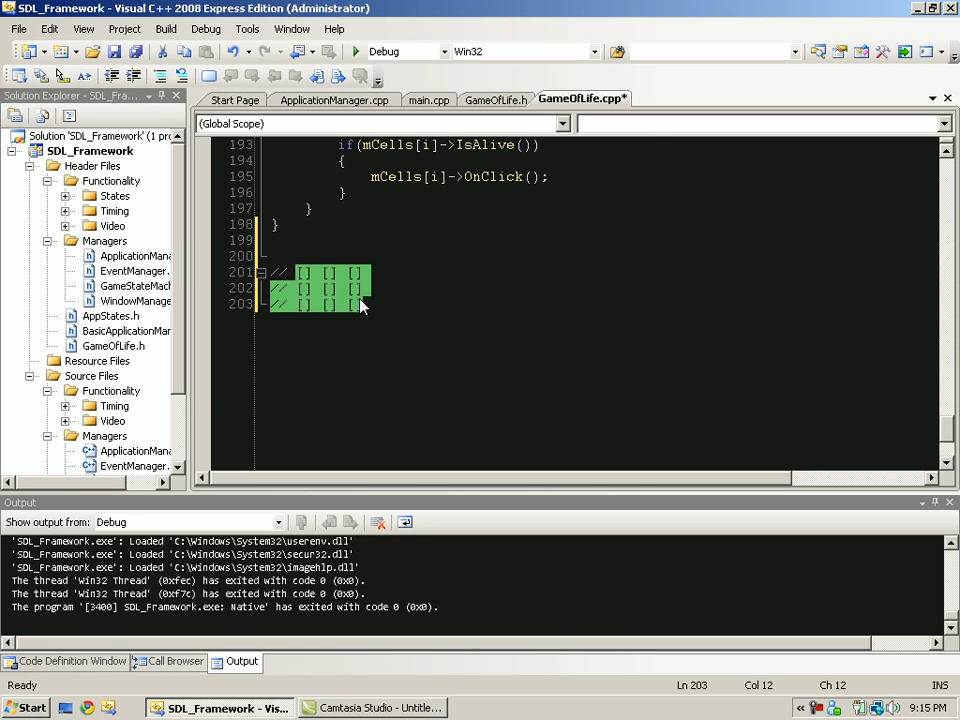 SDL_Framework - Visual C++ 2008 Express Edition (Administrator)
File Edit View Project Build Debug Tools Window Help
Debug Win32
Solution Explorer - SDL_Fra...
Start Page ApplicationManager.cpp main.cpp GameOfLife.h GameOfLife.cpp*
(Global Scope)
Solution 'SDL_Framework' (1 pro
SDL_Framework
Header Files
Functionality
States
Timing
Video
Managers
ApplicationMana
EventManager.
GameStateMach
WindowManage
AppStates.h
BasicApplicationMar
GameOfLife.h
Resource Files
Source Files
Functionality
Timing
Video
Managers
ApplicationMana
EventManager.
193 if(mCells[i]->IsAlive())
194 {
195 mCells[i]->OnClick();
196 }
197 }
198 }
199
200
201 // [] [] []
202 // [] [] []
203 // [] [] []
Output
Show output from: Debug
'SDL_Framework.exe': Loaded 'C:\Windows\System32\userenv.dll'
'SDL_Framework.exe': Loaded 'C:\Windows\System32\secur32.dll'
'SDL_Framework.exe': Loaded 'C:\Windows\System32\imagehlp.dll'
The thread 'Win32 Thread' (0xfec) has exited with code 0 (0x0).
The thread 'Win32 Thread' (0xf7c) has exited with code 0 (0x0).
The program '[3400] SDL_Framework.exe: Native' has exited with code 0 (0x0).
Code Definition Window Call Browser Output
Ready Ln 203 Col 12 Ch 12 INS
Start SDL_Framework - Vis... Camtasia Studio - Untitle... 9:15 PM